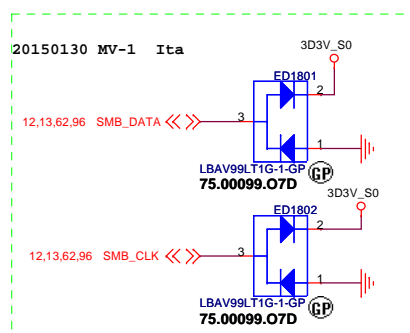 20150130 MV-1 Ita
3D3V_S0
ED1801
2
12,13,62,96 SMB_DATA
3
1
LBAV99LT1G-1-GP
GP
75.00099.O7D
3D3V_S0
ED1802
2
12,13,62,96 SMB_CLK
3
1
LBAV99LT1G-1-GP
GP
75.00099.O7D